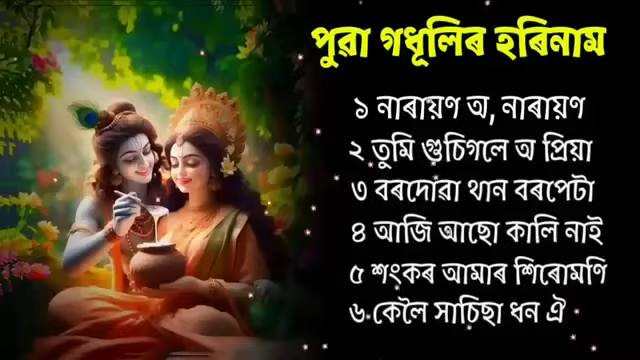 পুৱা গধূলিৰ হৰিনাম
১ নাৰায়ণ অ, নাৰায়ণ
২ তুমি গুচিগলে অ প্ৰিয়া
৩ বৰদোৱা থান বৰপেটা
৪ আজি আছো কালি নাই
৫ শংকৰ আমাৰ শিৰোমণি
৬ কেলৈ সাচিছা ধন ঐ